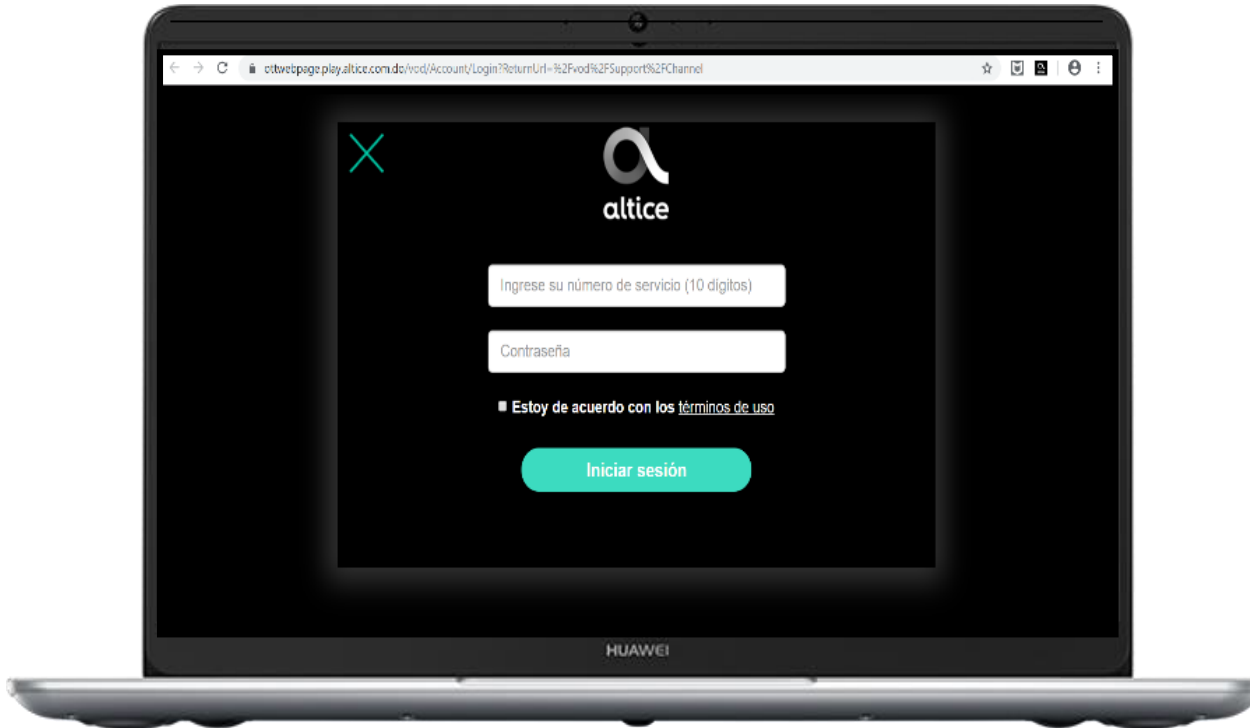 ottwebpage.play.altice.com.do/vod/Account/Login?ReturnUrl=%2Fvod%2FSupport%2FChannel
altice
Ingrese su número de servicio (10 dígitos)
Contraseña
Estoy de acuerdo con los términos de uso
Iniciar sesión
HUAWEI